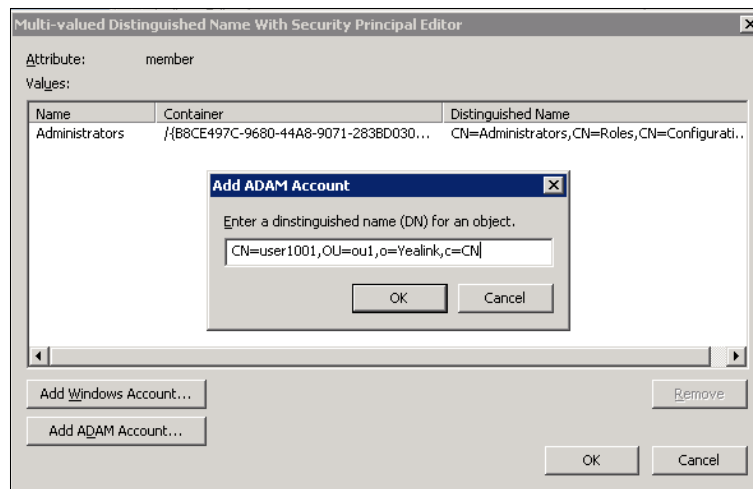 Multi-valued Distinguished Name With Security Principal Editor
Attribute: member
Values:
Name Container Distinguished Name
Administrators /{B8CE497C-9680-44A8-9071-283BD030... CN=Administrators,CN=Roles,CN=Configurati..
Add ADAM Account
Enter a dinstinguished name (DN) for an object.
CN=user1001,OU=ou1,o=Yealink,c=CN
OK Cancel
Add Windows Account... Remove
Add ADAM Account...
OK Cancel